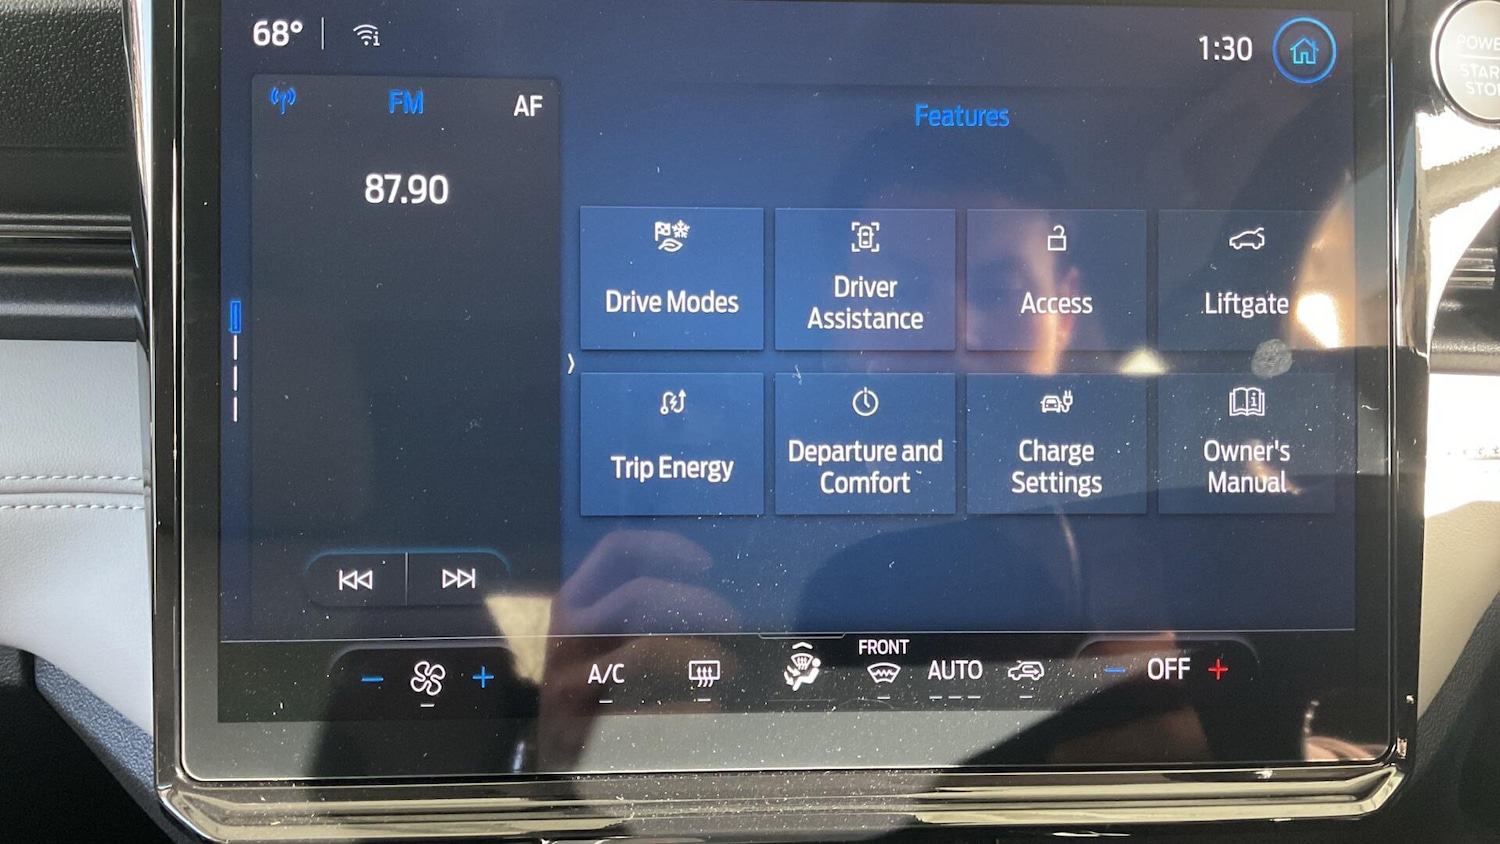 68°
1:30
FM
AF
Features
87.90
Drive Modes
Driver
Assistance
Access
Liftgate
Trip Energy
Departure and
Comfort
Charge
Settings
Owner's
Manual
FRONT
A/C
AUTO
OFF